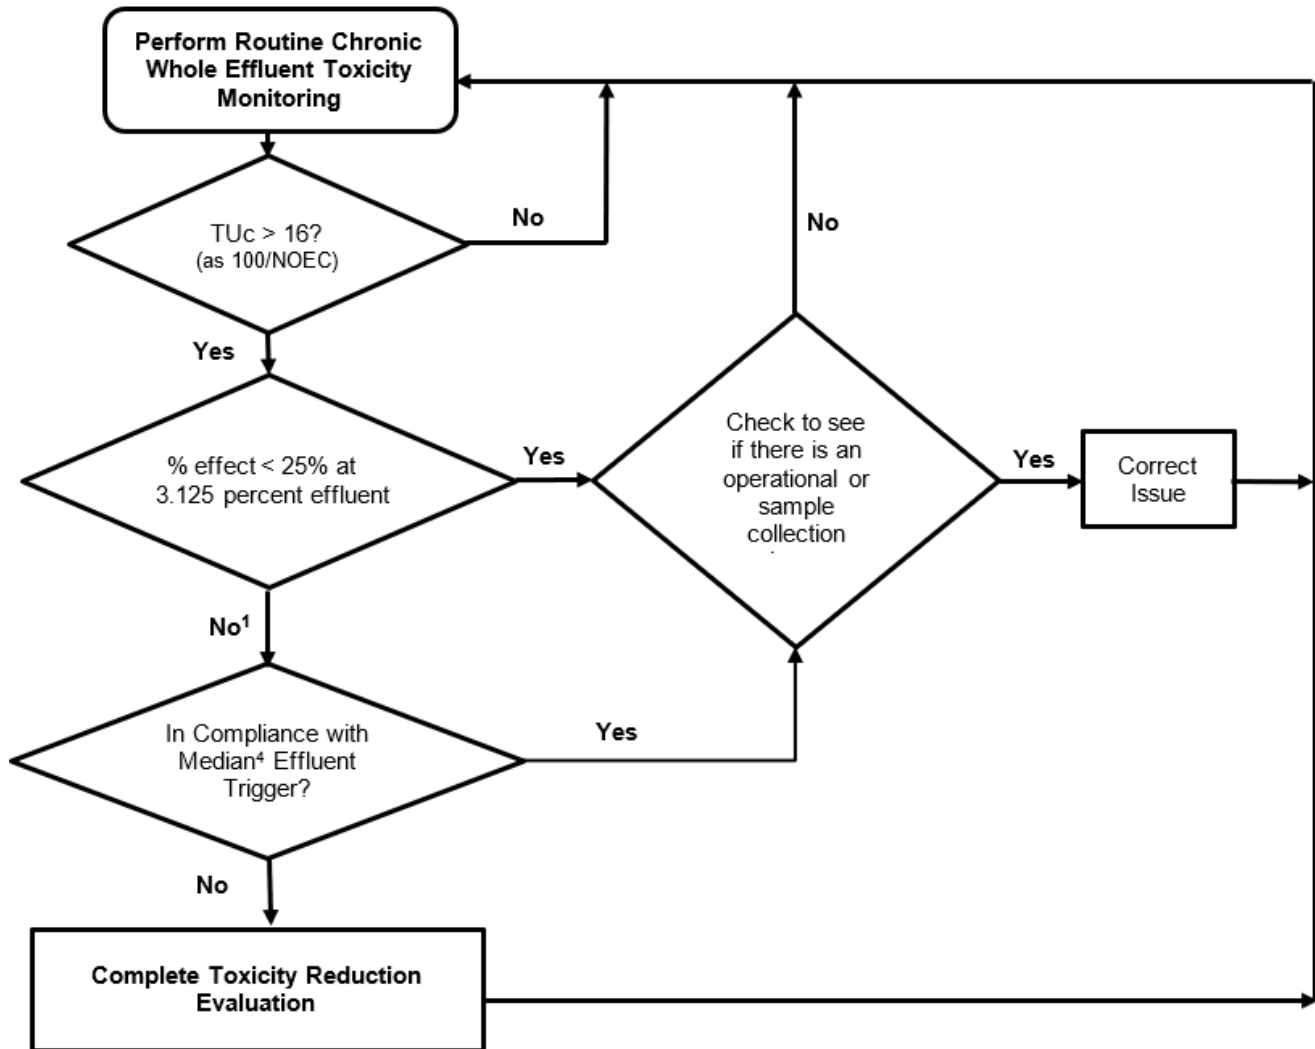 Perform Routine Chronic
Whole Effluent Toxicity
Monitoring
TUc > 16?
(as 100/NOEC)
No
Yes
% effect < 25% at
3.125 percent effluent
Yes
No¹
Check to see
if there is an
operational or
sample
collection
No
Yes
Correct
Issue
In Compliance with
Median⁴ Effluent
Trigger?
Yes
No
Complete Toxicity Reduction
Evaluation